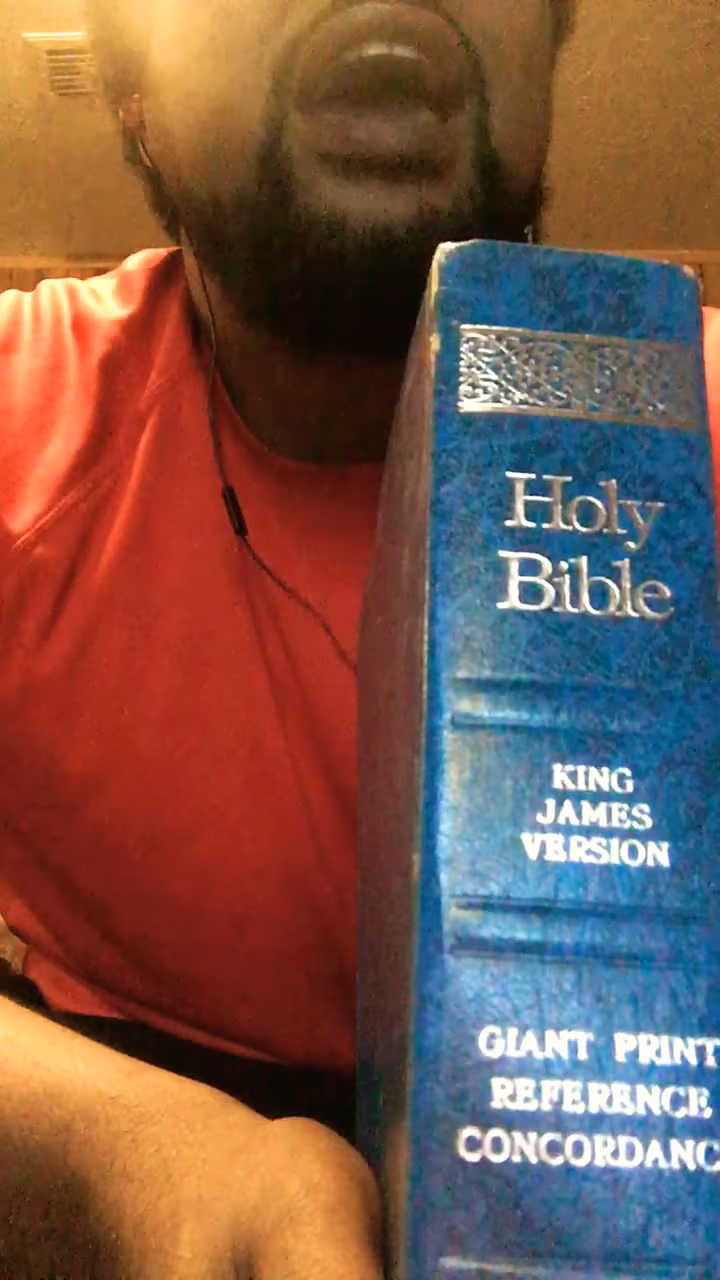 Holy
Bible
KING
JAMES
VERSION
GIANT PRINT
REFERENCE
CONCORDANC